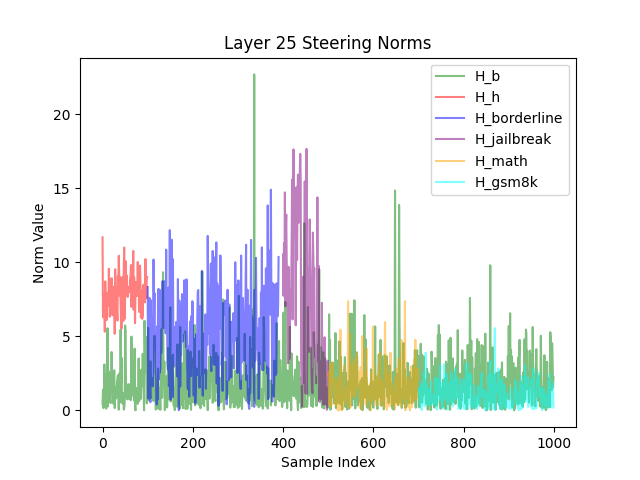 Layer 25 Steering Norms
H_b
H_h
H_borderline
H_jailbreak
H_math
H_gsm8k
Norm Value
20
15
10
5
0
0 200 400 600 800 1000
Sample Index